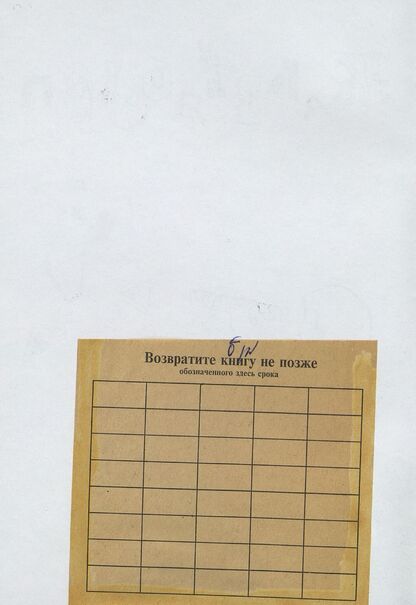 Возвратите книгу не позже
обозначенного здесь срока